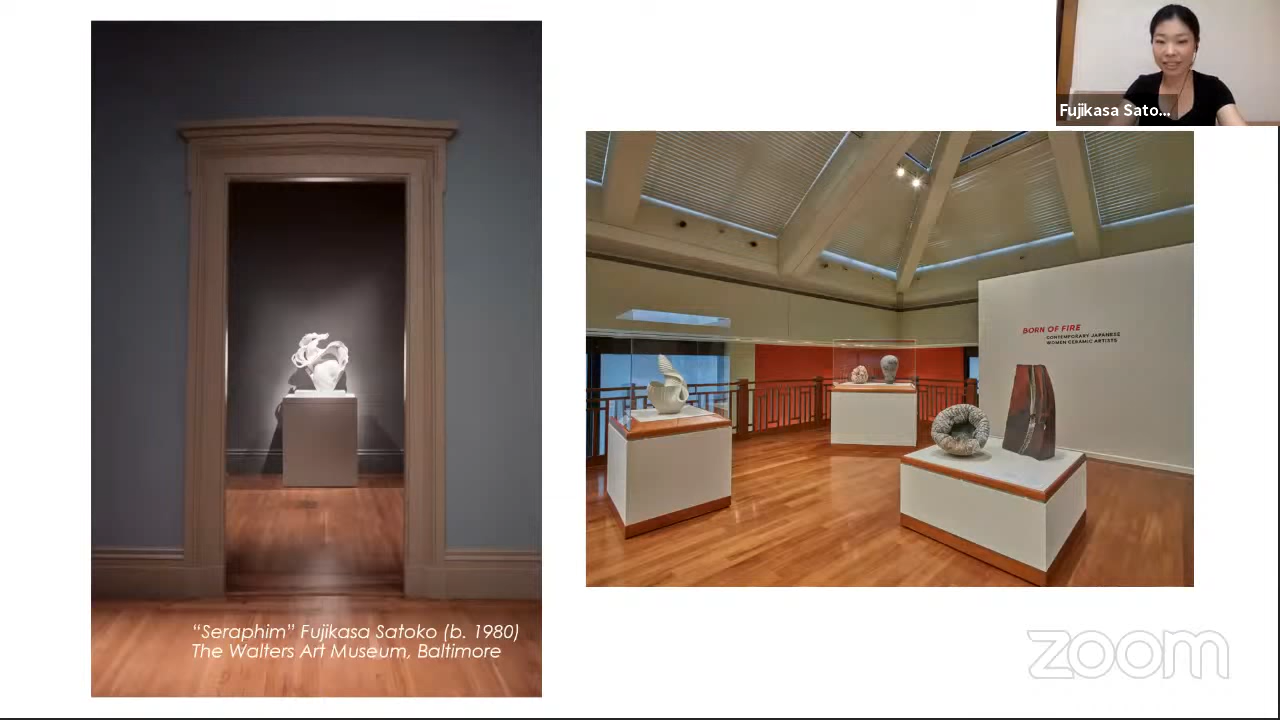 Fujikasa Sato...
BORN OF FIRE
CONTEMPORARY JAPANESE
WOMEN CERAMIC ARTISTS
“Seraphim” Fujikasa Satoko (b. 1980)
The Walters Art Museum, Baltimore
zoom